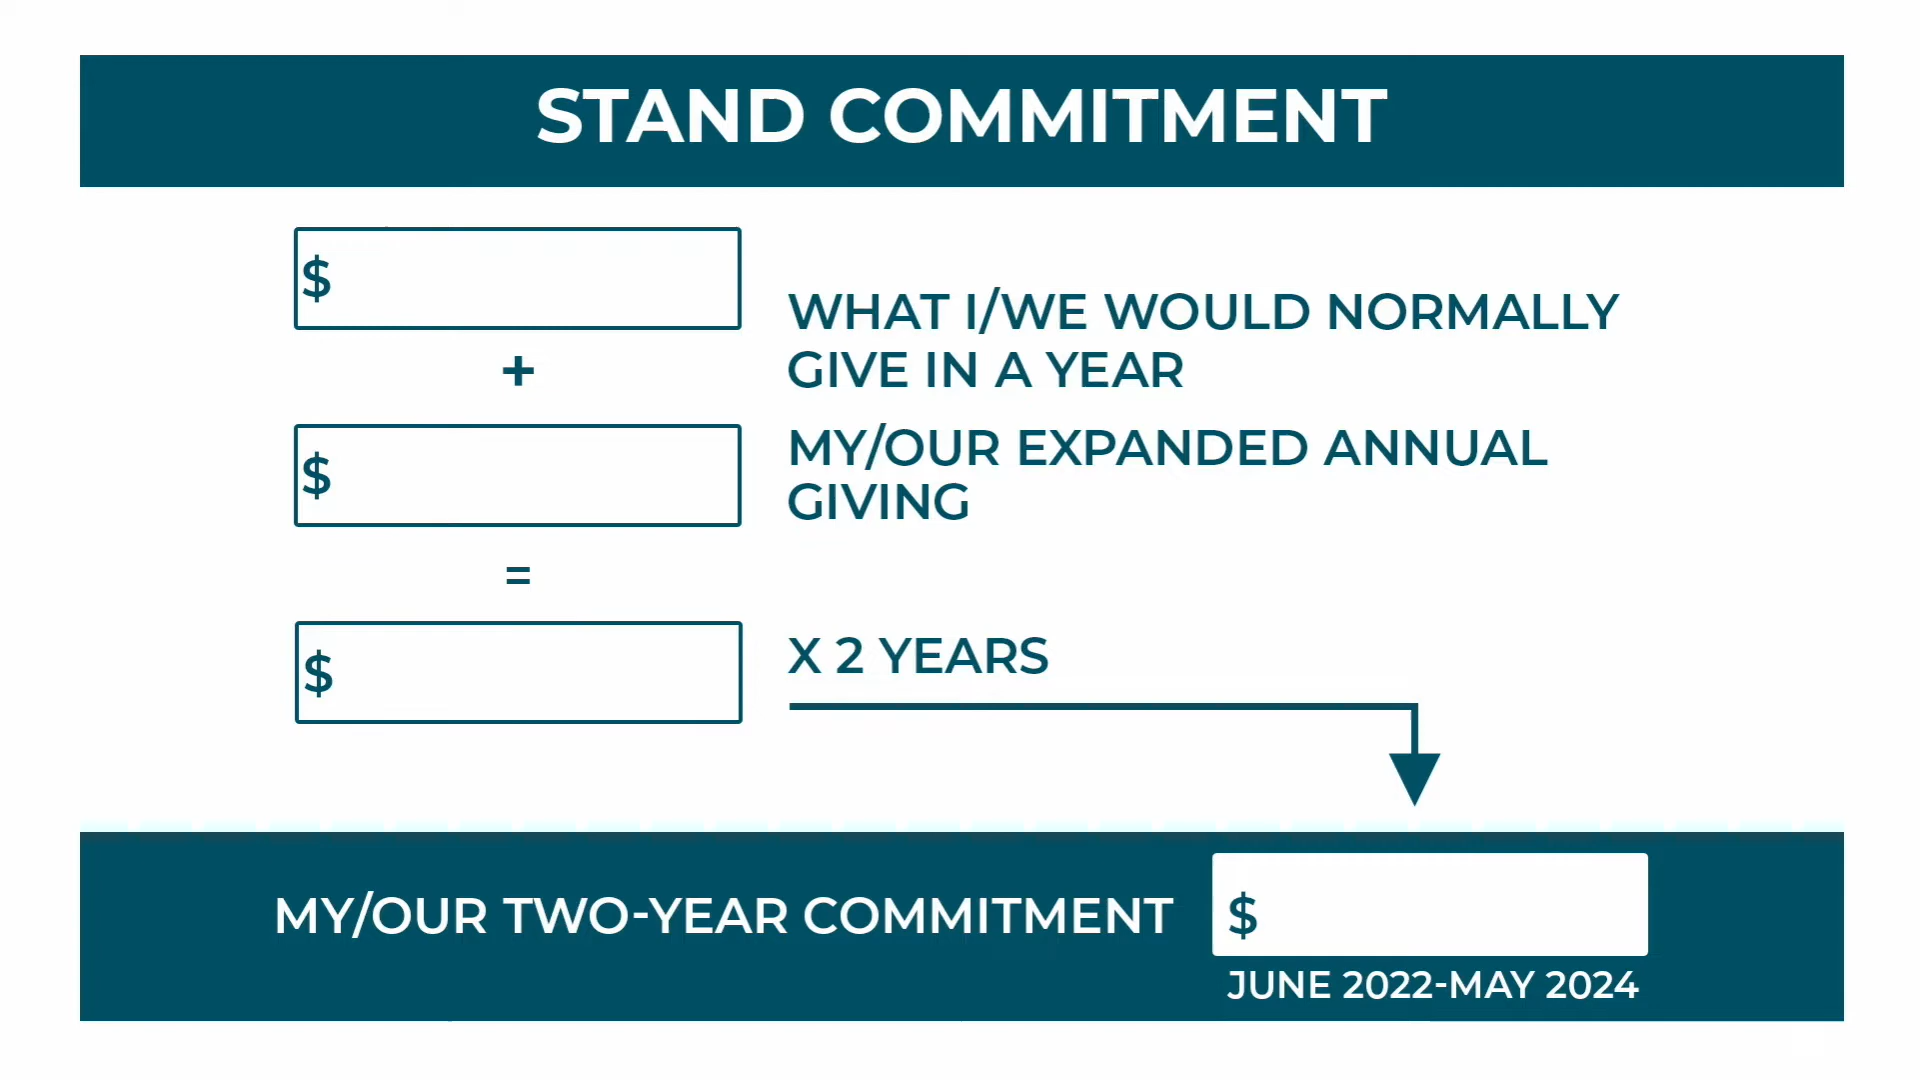 STAND COMMITMENT
$
WHAT I/WE WOULD NORMALLY
GIVE IN A YEAR
+
$
MY/OUR EXPANDED ANNUAL
GIVING
=
$
X 2 YEARS
MY/OUR TWO-YEAR COMMITMENT
$
JUNE 2022-MAY 2024